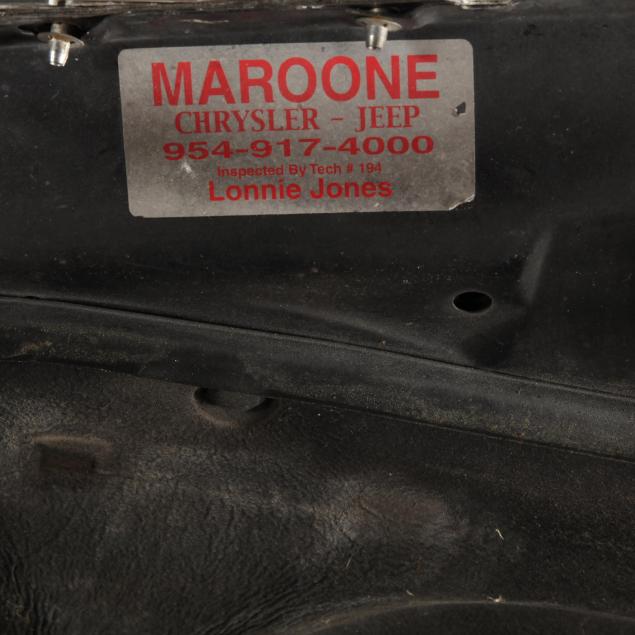 MAROONE
CHRYSLER - JEEP
954-917-4000
Inspected By Tech # 194
Lonnie Jones